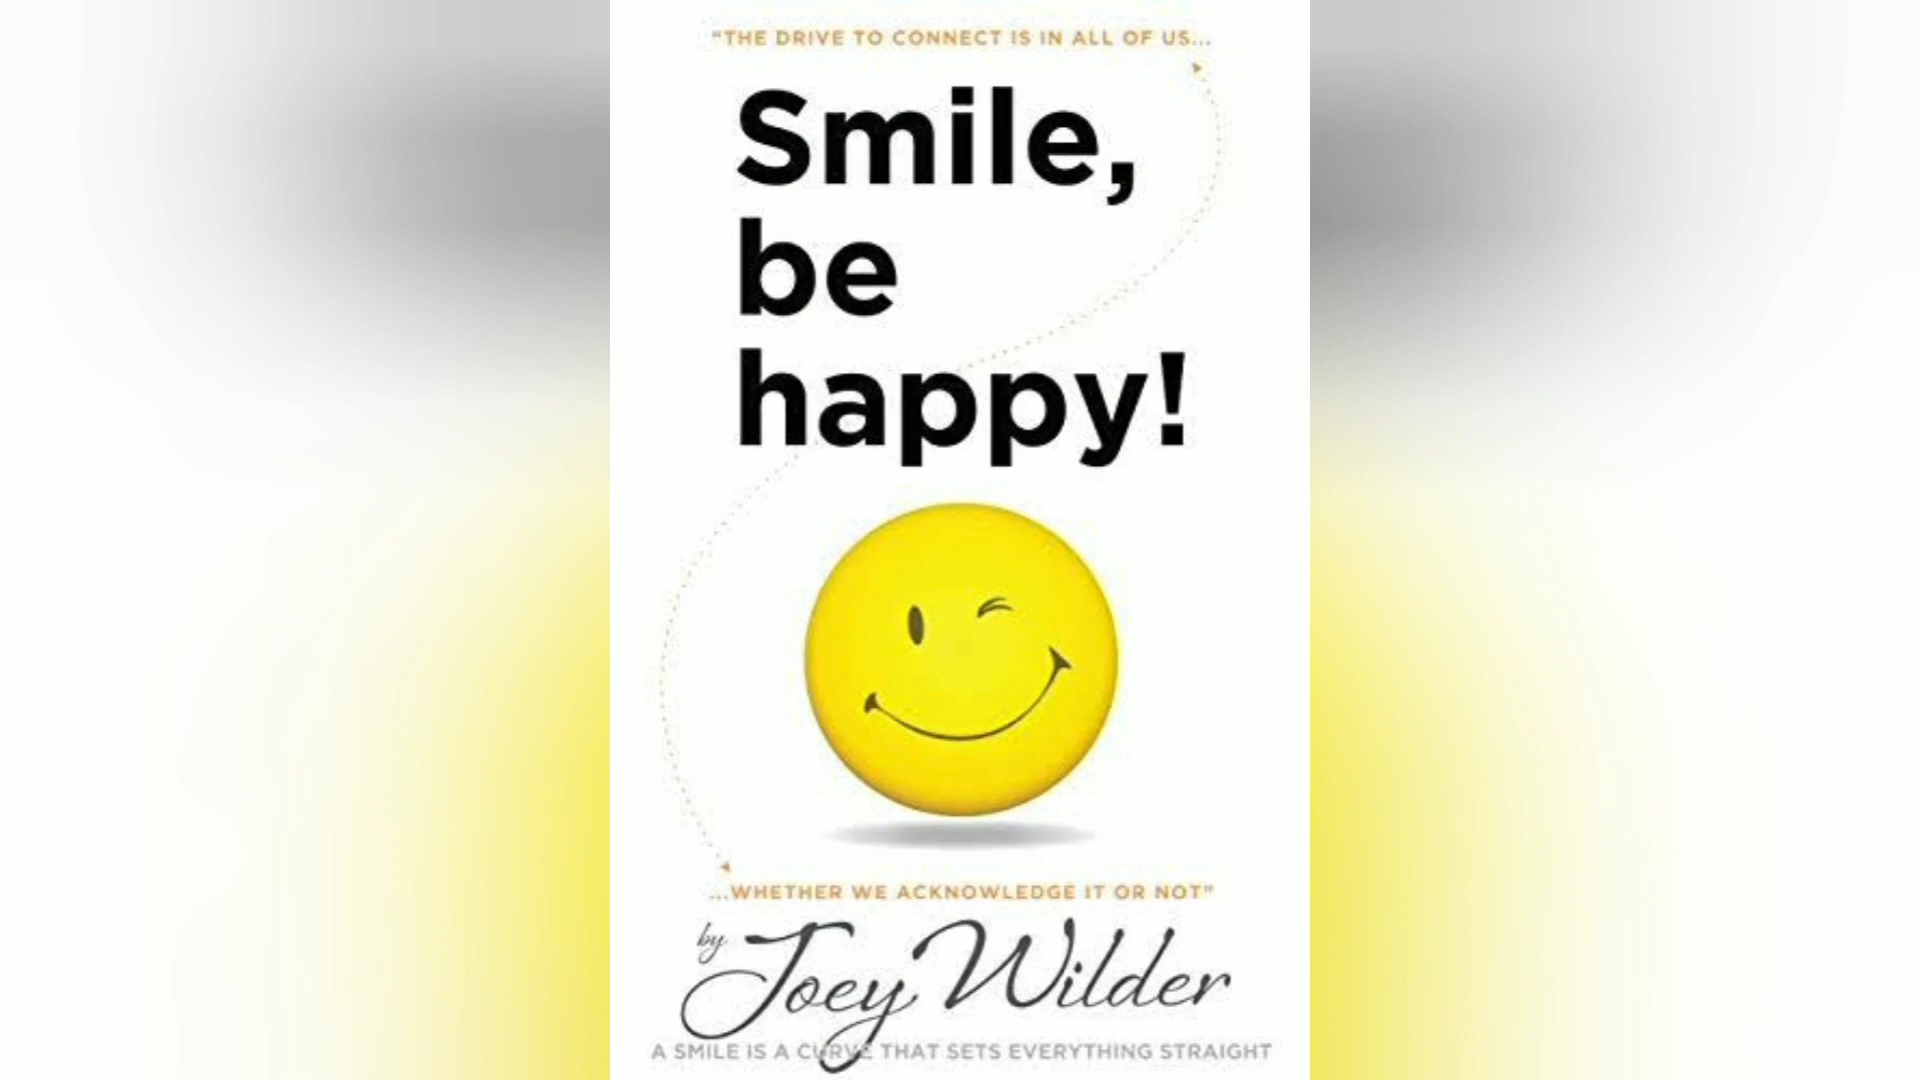 "THE DRIVE TO CONNECT IS IN ALL OF US...
Smile,
be
happy!
...WHETHER WE ACKNOWLEDGE IT OR NOT"
by Joey Wilder
A SMILE IS A CURVE THAT SETS EVERYTHING STRAIGHT